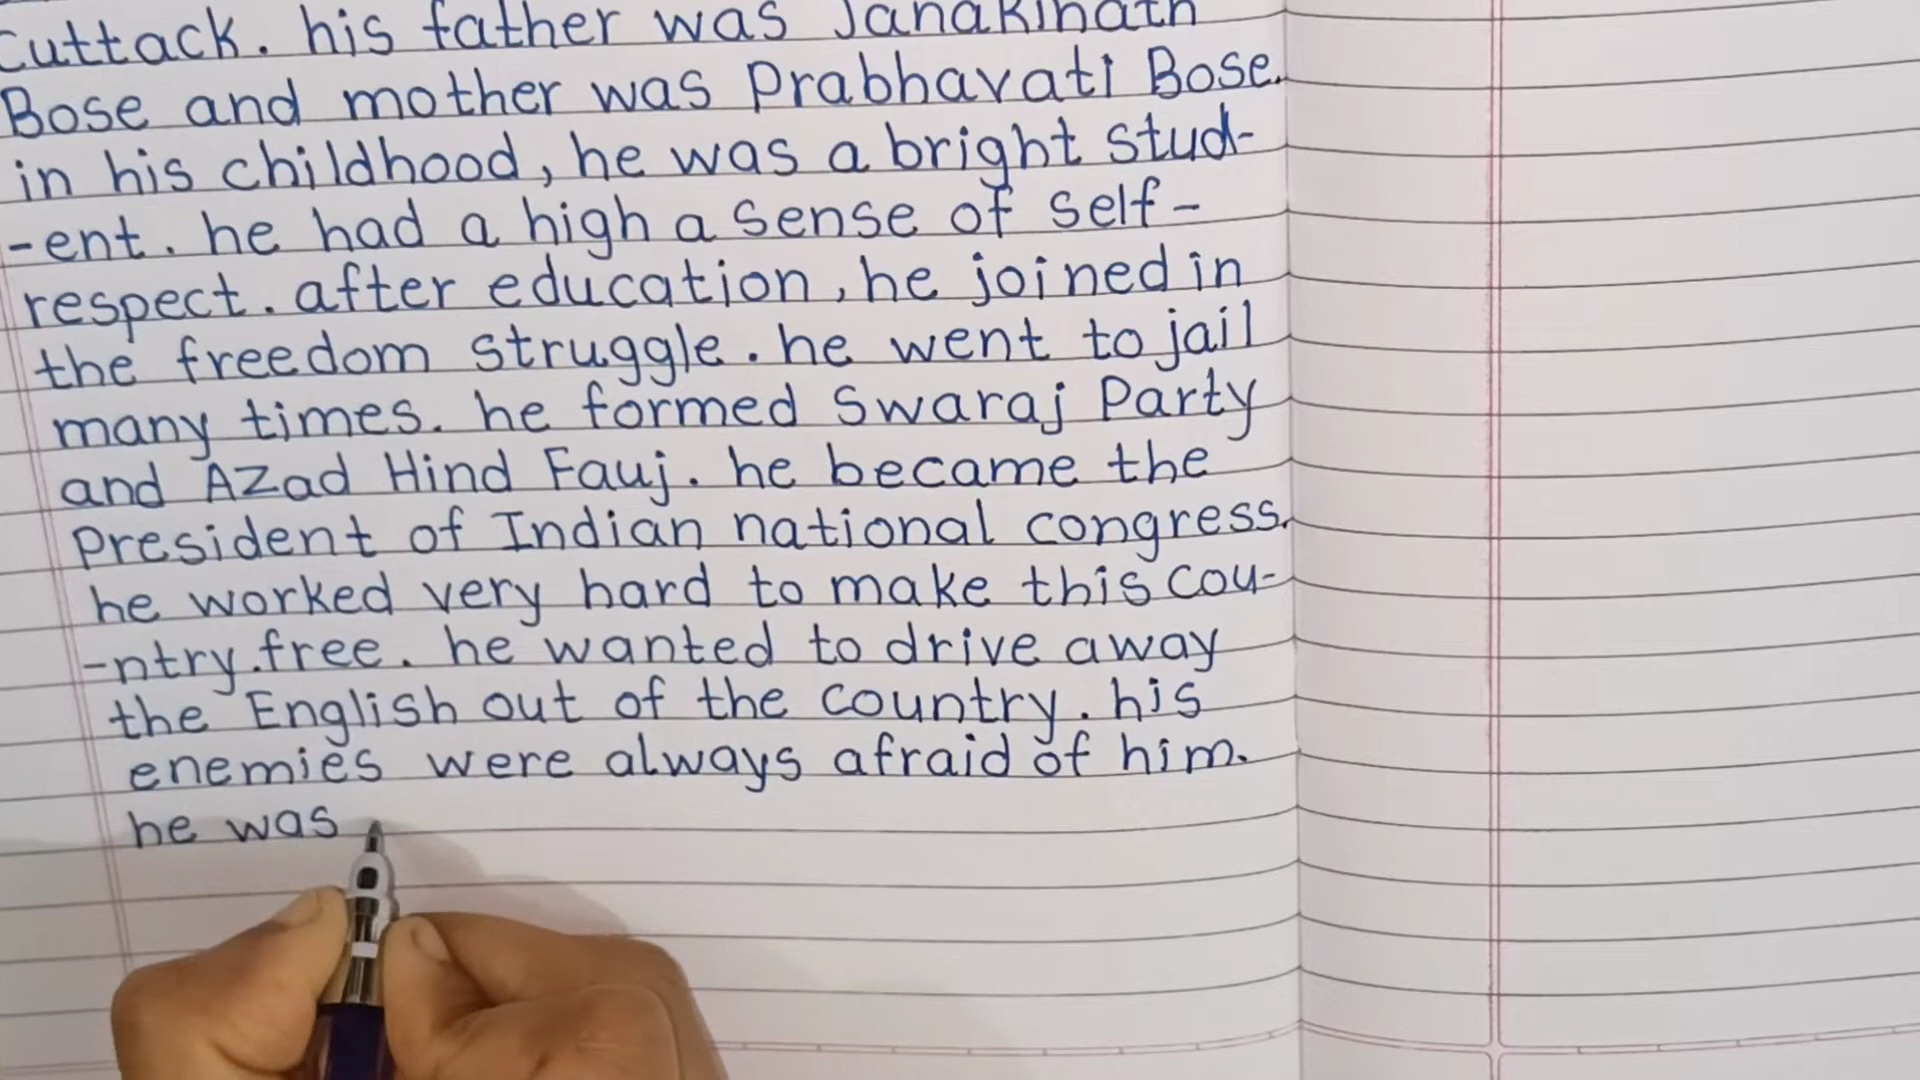 Cuttack. his father was Janakinath
Bose and mother was Prabhavati Bose.
in his childhood, he was a bright stud-
-ent. he had a high a sense of self-
respect. after education, he joined in
the freedom struggle. he went to jail
many times. he formed Swaraj Party
and AZad Hind Fauj. he became the
President of Indian national congress.
he worked very hard to make this cou-
-ntry.free. he wanted to drive away
the English out of the country. his
enemies were always afraid of him.
he was